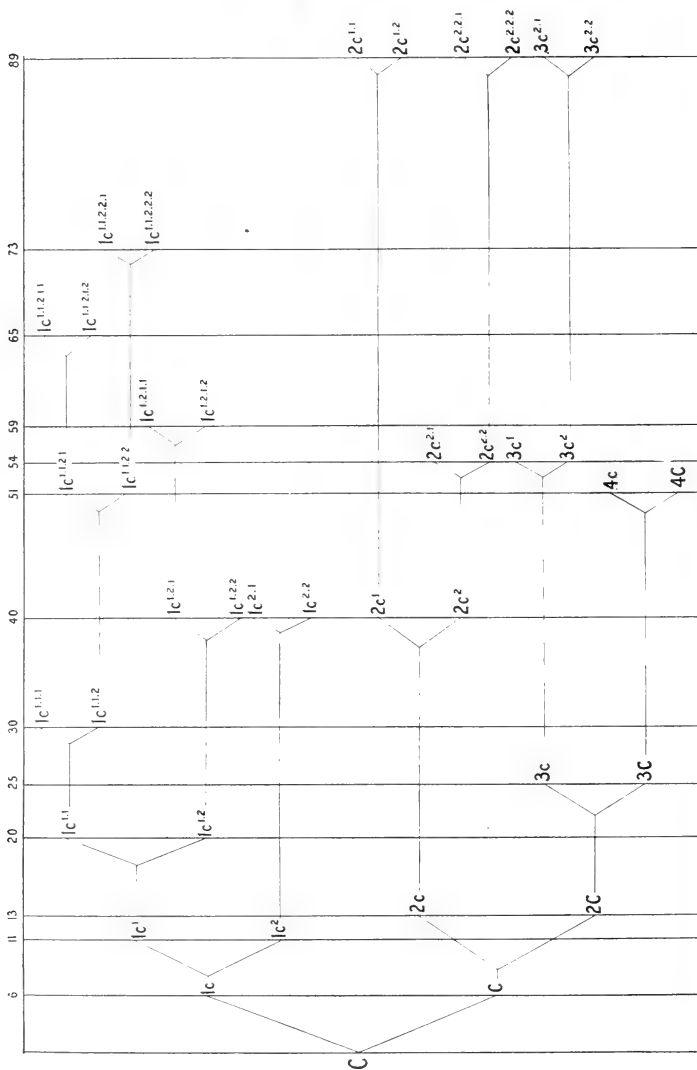 2c¹·¹
2c¹·²
2c²·²·¹
2c²·²·²
3c²·¹
3c²·²
89
1c¹·¹·²·²·¹
1c¹·¹·²·²·²
73
1c¹·¹·²·¹·¹
1c¹·¹·²·¹·²
65
1c¹·²·¹·¹
1c¹·²·¹·²
59
2c²·¹
2c²·²
3c¹
3c²
54
1c¹·¹·²·¹
1c¹·¹·²·²
4c
4C
51
1c¹·²·¹
1c¹·²·²
1c²·¹
1c²·²
2c¹
2c²
40
1c¹·¹·¹
1c¹·¹·²
30
3c
3C
25
1c¹·¹
1c¹·²
20
2c
2C
13
1c¹
1c²
11
1c
C
6
C